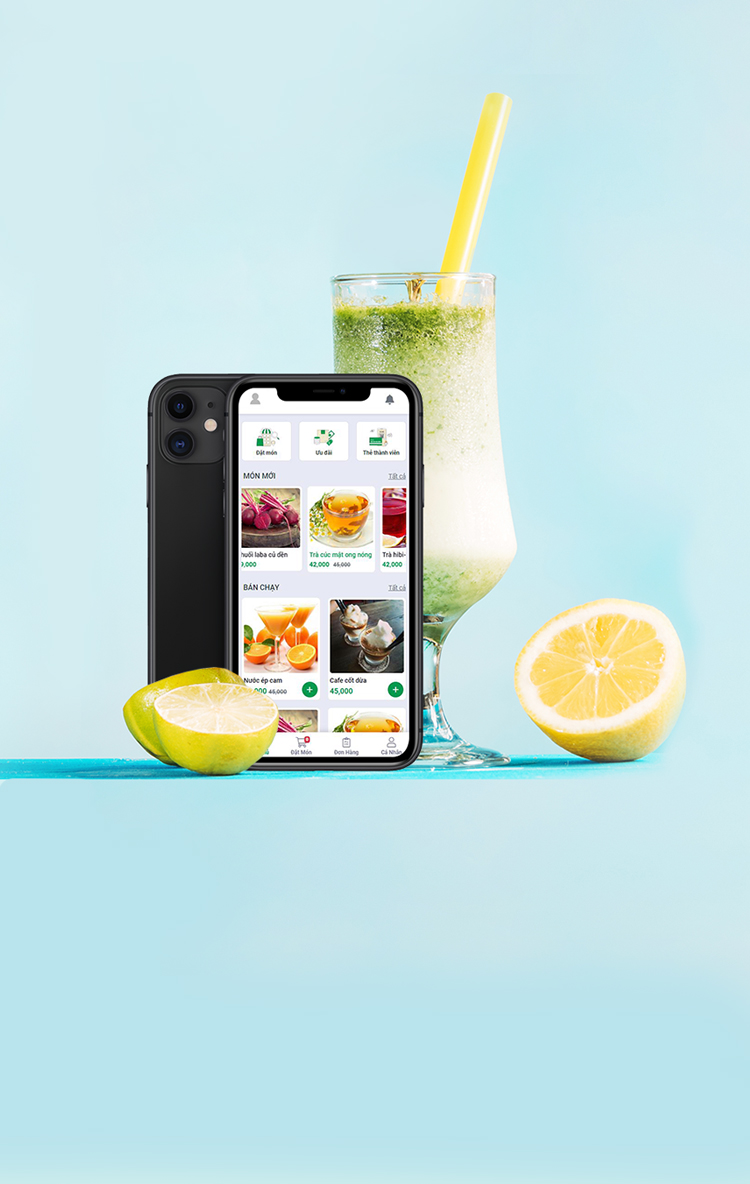 Đặt món
Ưu đãi
Thẻ thành viên
MÓN MỚI
Tất cả
huối laba củ dền
Trà cúc mật ong nóng
Trà hibi-
9,000
42,000 45,000
42,000
BÁN CHẠY
Tất cả
Nước ép cam
Cafe cốt dừa
,000 45,000
45,000
Đặt Món
Đơn Hàng
Cá Nhân